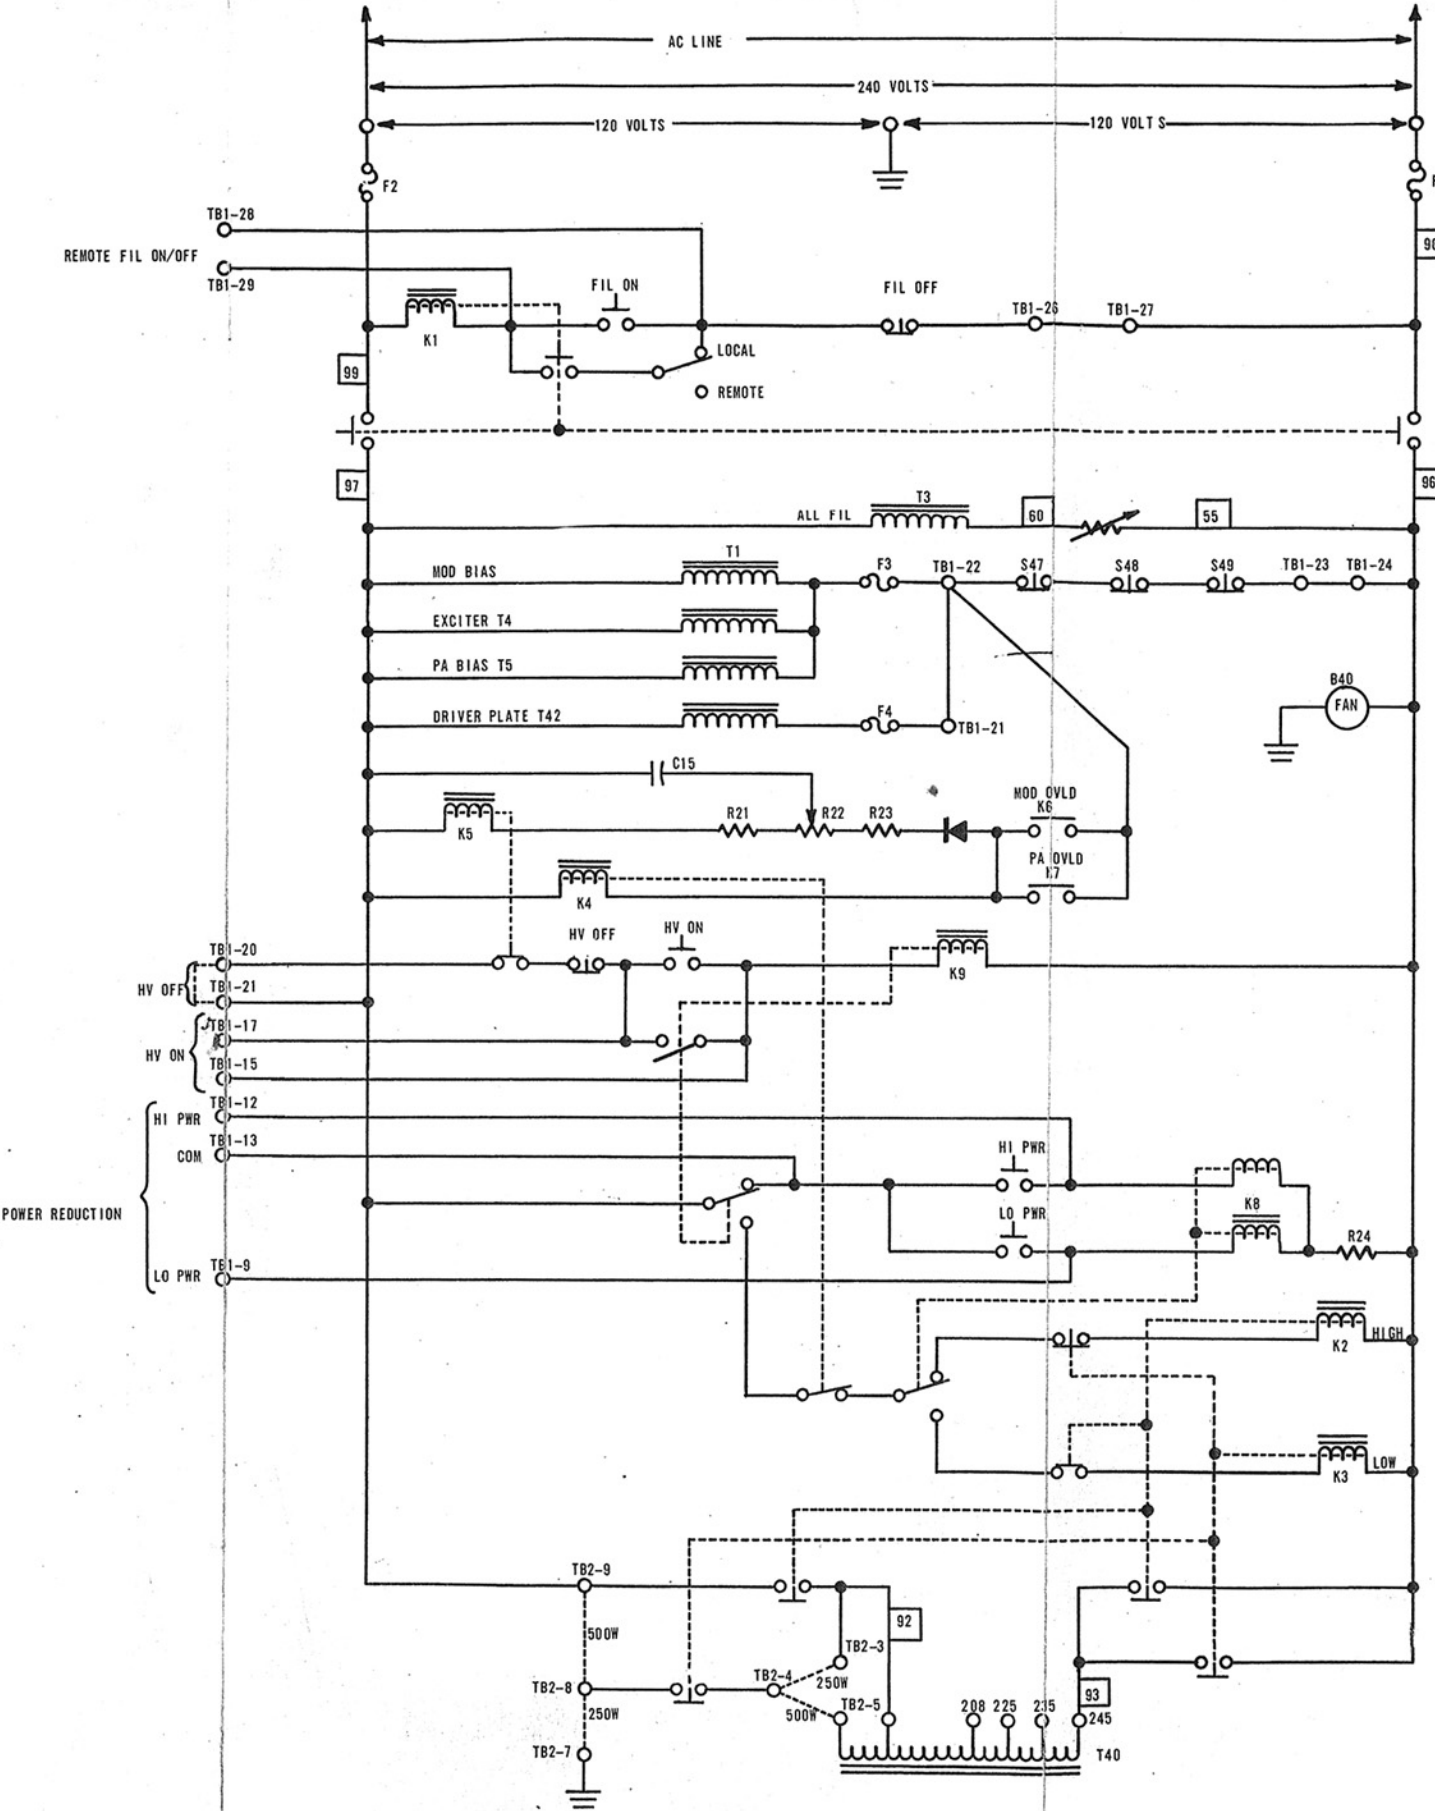 AC LINE
240 VOLTS
120 VOLTS
120 VOLTS
F2
TB1-28
REMOTE FIL ON/OFF
TB1-29
90
FIL ON
FIL OFF
TB1-26
TB1-27
K1
LOCAL
99
REMOTE
97
96
T3
ALL FIL
60
55
T1
MOD BIAS
F3
TB1-22
S47
S48
S49
TB1-23
TB1-24
EXCITER T4
PA BIAS T5
B40
FAN
DRIVER PLATE T42
F4
TB1-21
C15
MOD OVLD
K6
R21
R22
R23
K5
PA OVLD
K7
K4
HV OFF
HV ON
TB1-20
K9
HV OFF
TB1-21
TB1-17
HV ON
TB1-15
TB1-12
HI PWR
TB1-13
COM
HI PWR
K8
POWER REDUCTION
LO PWR
R24
LO PWR
TB1-9
HIGH
K2
LOW
K3
TB2-9
92
500W
TB2-3
TB2-4
250W
TB2-8
93
250W
500W
TB2-5
208
225
235
245
TB2-7
T40